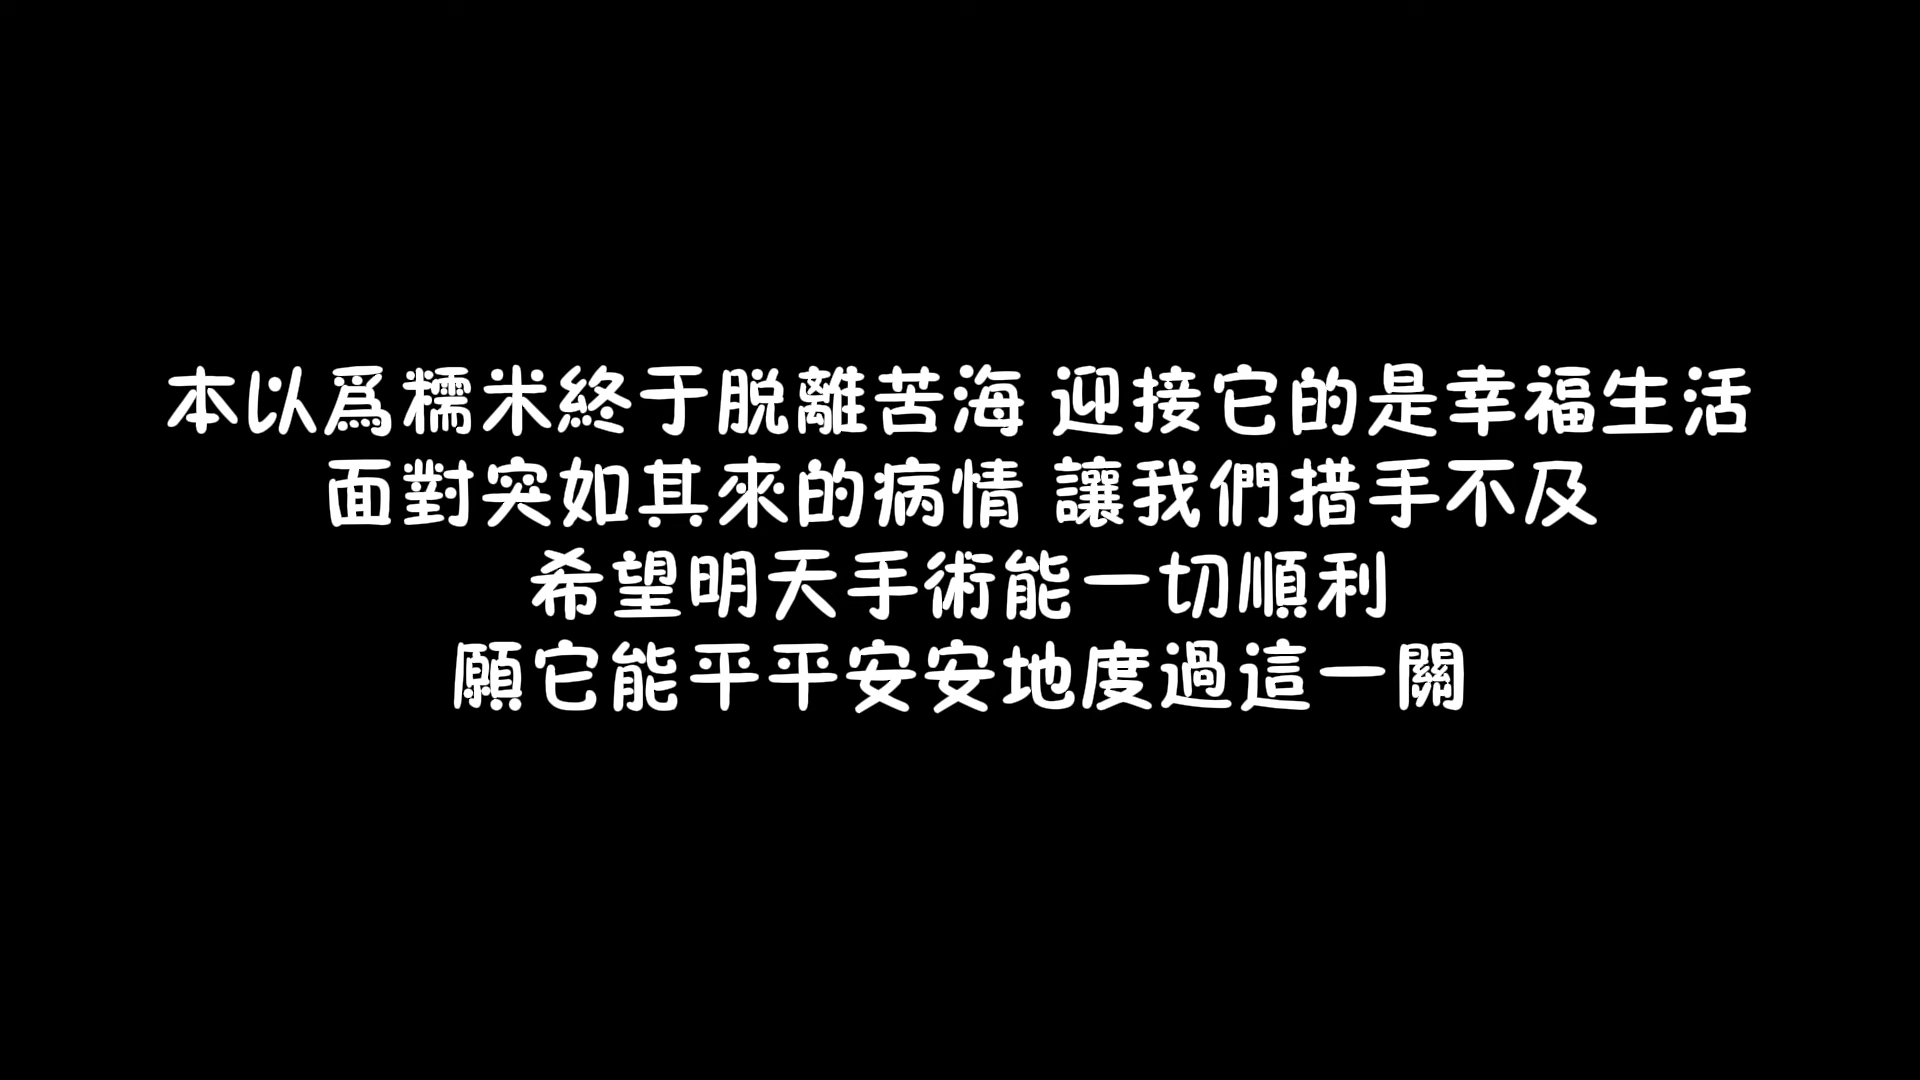 本以爲糯米終于脱離苦海 迎接它的是幸福生活
面對突如其來的病情 讓我們措手不及
希望明天手術能一切順利
願它能平平安安地度過這一關